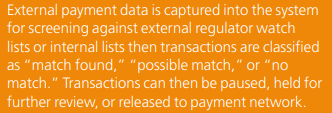 External payment data is captured into the system
for screening against external regulator watch
lists or internal lists then transactions are classified
as “match found,” “possible match,” or “no
match.” Transactions can then be paused, held for
further review, or released to payment network.